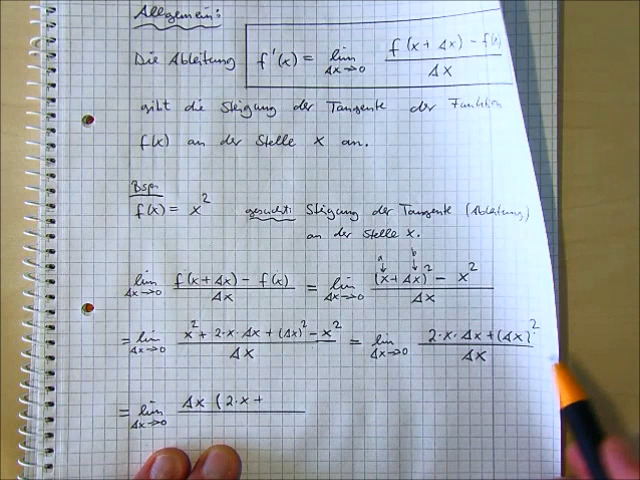 Allgemein:
Die Ableitung f'(x) = lim Δx→0 (f(x+Δx) - f(x))/Δx
gibt die Steigung der Tangente der Funktion
f(x) an der Stelle x an.
Bsp:
f(x) = x² gesucht: Steigung der Tangente (Ableitung)
an der Stelle x.
a b
lim Δx→0 (f(x+Δx) - f(x))/Δx = lim Δx→0 ((x+Δx)² - x²)/Δx
= lim Δx→0 (x² + 2·x·Δx + (Δx)² - x²)/Δx = lim Δx→0 (2·x·Δx + (Δx)²)/Δx
= lim Δx→0 Δx (2·x +